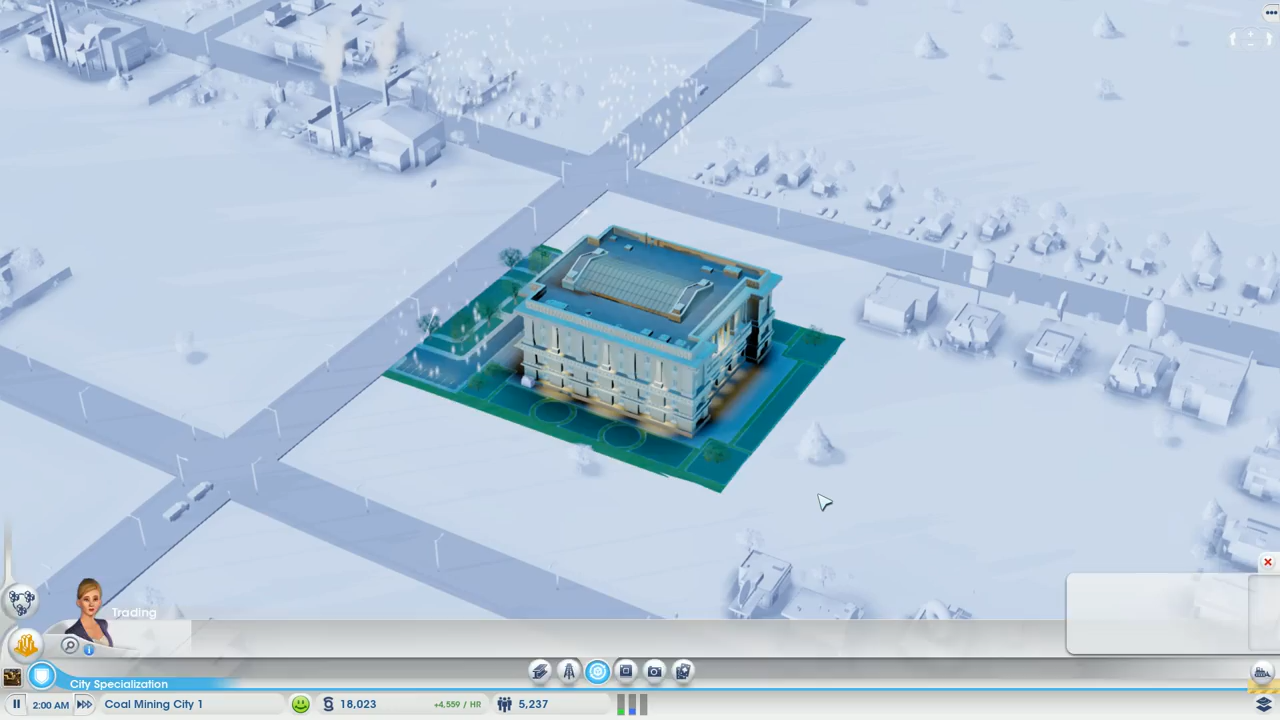 Trading
City Specialization
2:00 AM Coal Mining City 1 18,023 +4,559 / HR 5,237